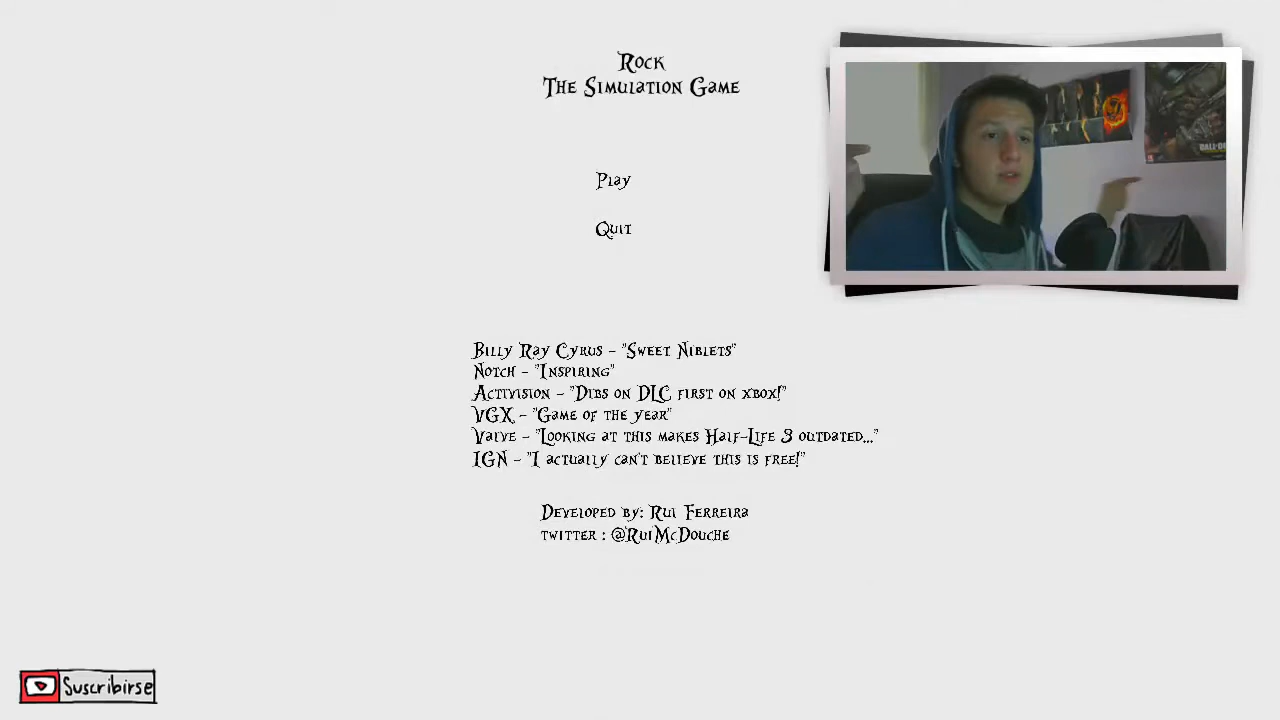 Rock
The Simulation Game
Play
Quit
Billy Ray Cyrus - "Sweet Niblets"
Notch - "Inspiring"
Activision - "Dibs on DLC first on xbox!"
VGX - "Game of the year"
Valve - "Looking at this makes Half-Life 3 outdated..."
IGN - "I actually can't believe this is free!"
Developed by: Rui Ferreira
twitter : @RuiMcDouche
Suscribirse